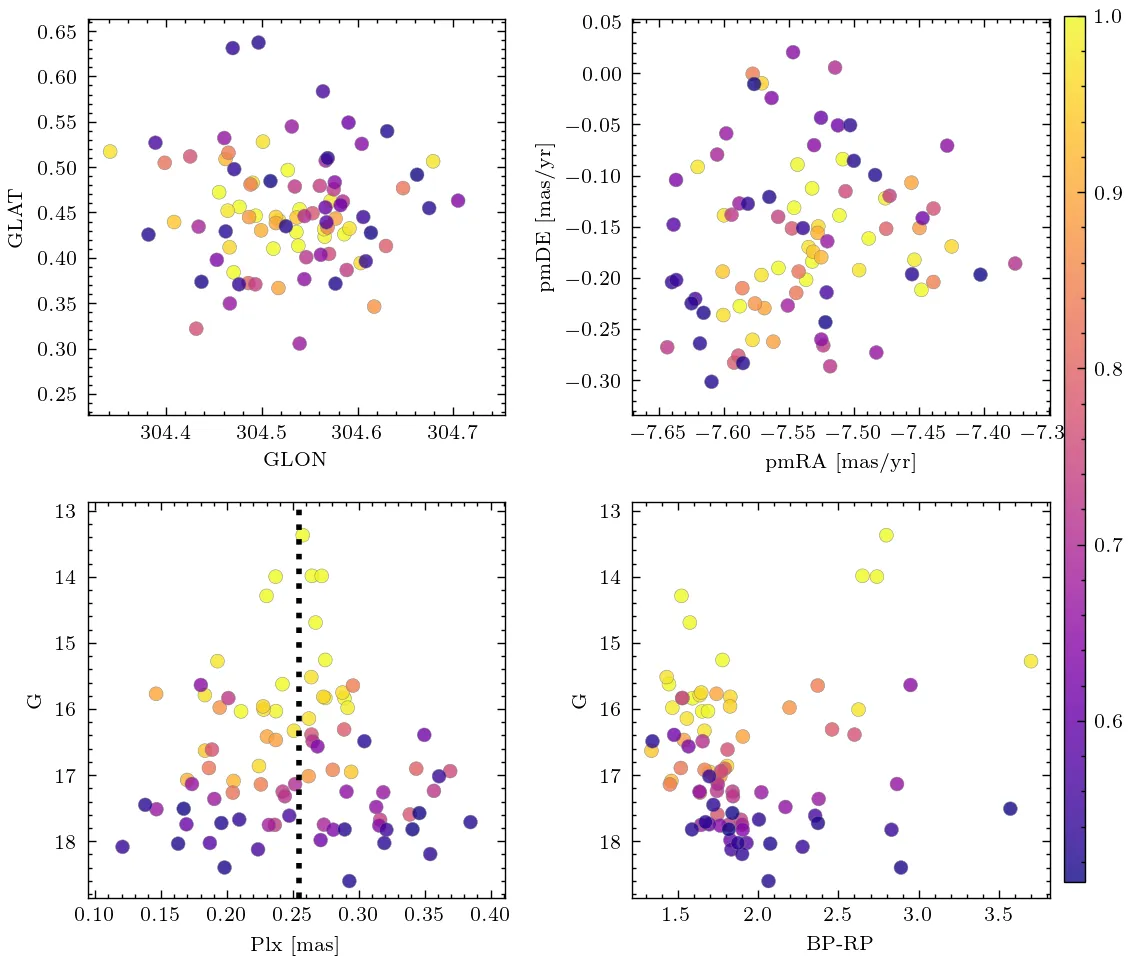 0.65
0.60
0.55
0.50
0.45
0.40
0.35
0.30
0.25
GLAT
304.4 304.5 304.6 304.7
GLON
0.05
0.00
−0.05
−0.10
−0.15
−0.20
−0.25
−0.30
pmDE [mas/yr]
−7.65 −7.60 −7.55 −7.50 −7.45 −7.40 −7.3
pmRA [mas/yr]
1.0
0.9
0.8
0.7
0.6
13
14
15
16
17
18
G
0.10 0.15 0.20 0.25 0.30 0.35 0.40
Plx [mas]
13
14
15
16
17
18
G
1.5 2.0 2.5 3.0 3.5
BP-RP